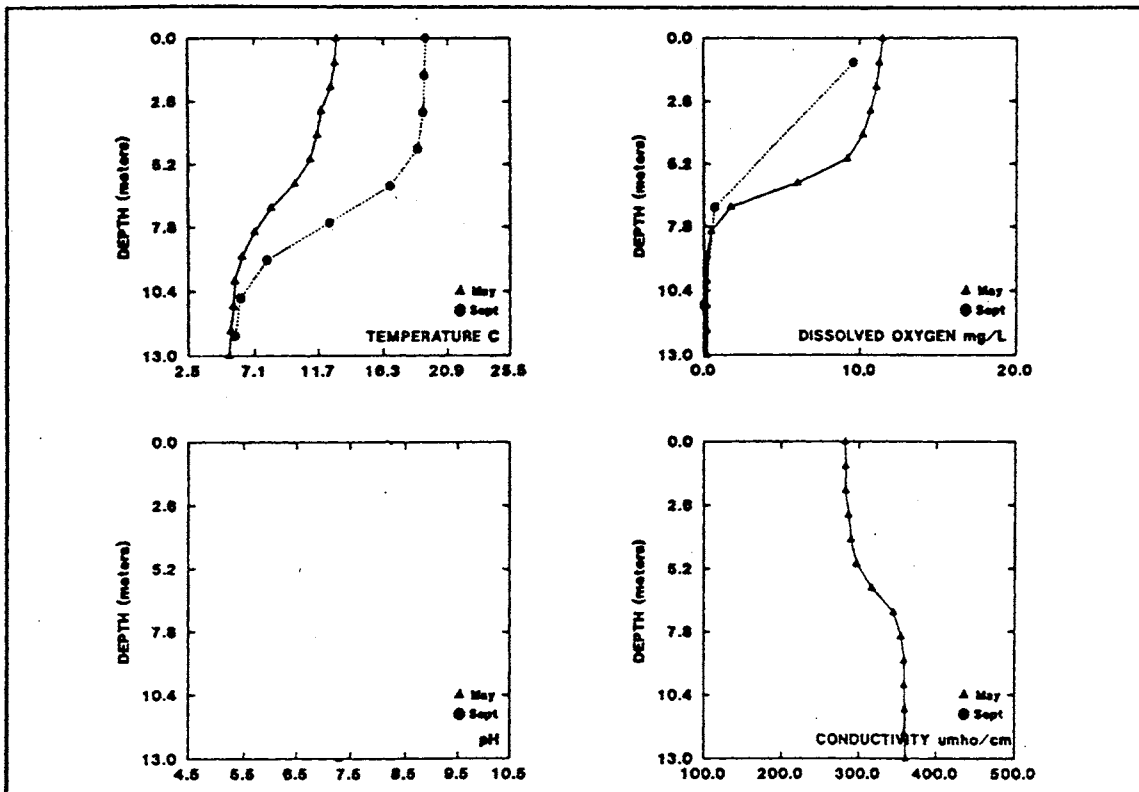 0.0
2.6
5.2
7.8
10.4
13.0
DEPTH (meters)
May
Sept
TEMPERATURE C
2.5 7.1 11.7 16.3 20.9 25.5
0.0
2.6
5.2
7.8
10.4
13.0
DEPTH (meters)
May
Sept
DISSOLVED OXYGEN mg/L
0.0 10.0 20.0
0.0
2.6
5.2
7.8
10.4
13.0
DEPTH (meters)
May
Sept
pH
4.5 5.5 6.5 7.5 8.5 9.5 10.5
0.0
2.6
5.2
7.8
10.4
13.0
DEPTH (meters)
May
Sept
CONDUCTIVITY umho/cm
100.0 300.0 400.0 500.0